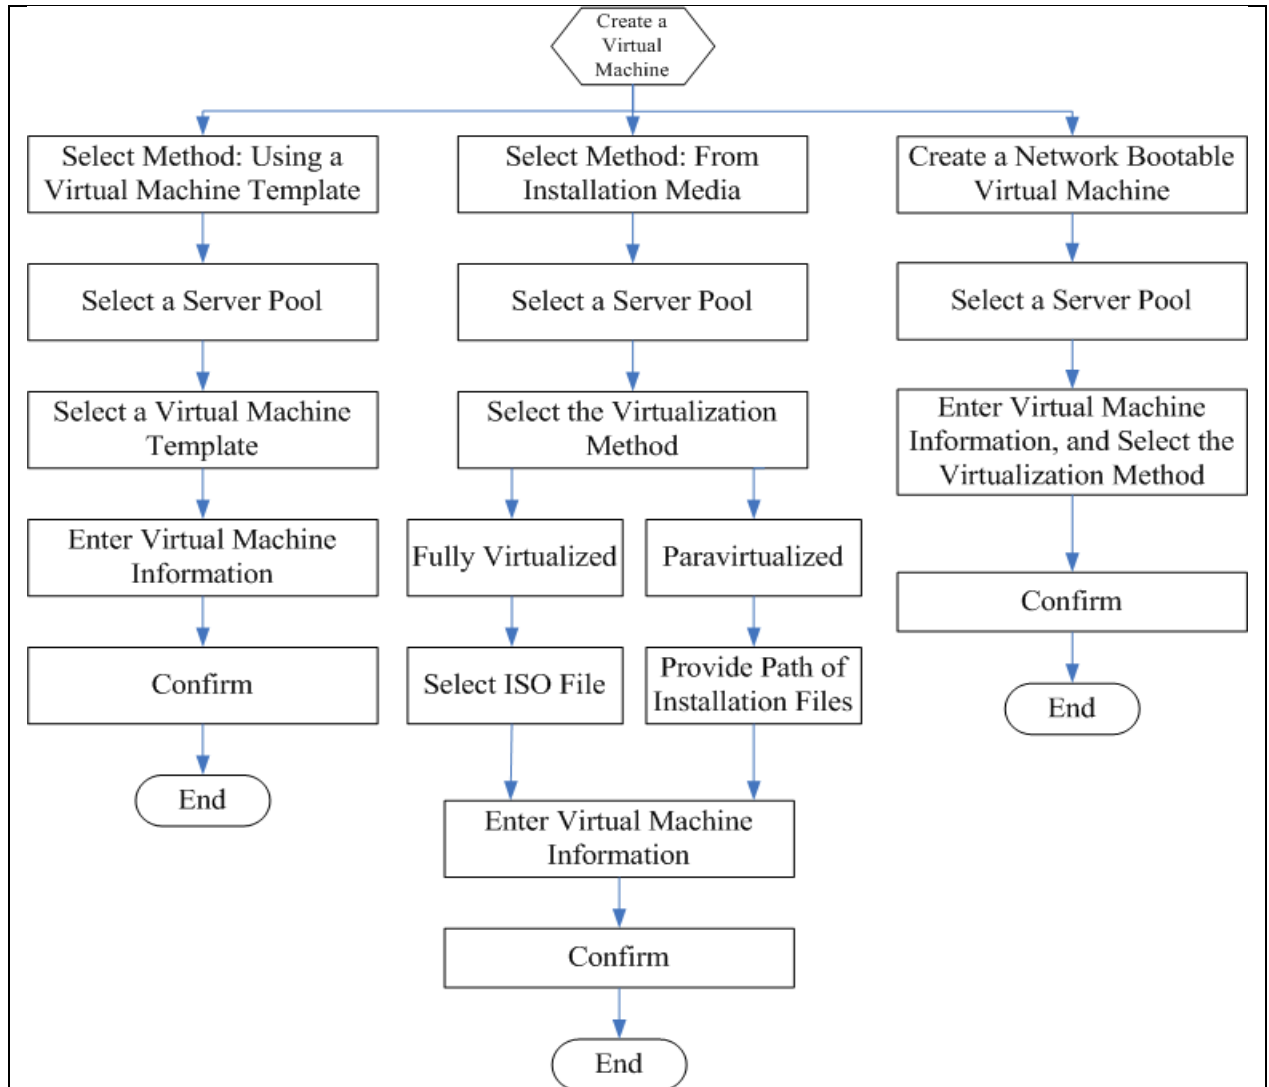 Create a
Virtual
Machine
Select Method: Using a
Virtual Machine Template
Select a Server Pool
Select a Virtual Machine
Template
Enter Virtual Machine
Information
Confirm
End
Select Method: From
Installation Media
Select a Server Pool
Select the Virtualization
Method
Fully Virtualized
Select ISO File
Paravirtualized
Provide Path of
Installation Files
Enter Virtual Machine
Information
Confirm
End
Create a Network Bootable
Virtual Machine
Select a Server Pool
Enter Virtual Machine
Information, and Select the
Virtualization Method
Confirm
End